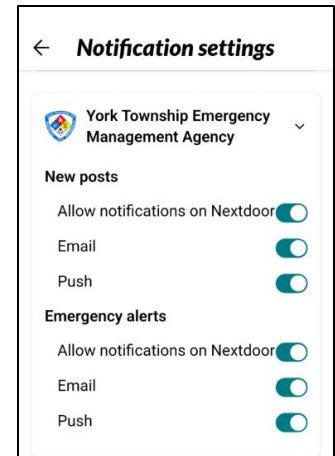 Notification settings
York Township Emergency
Management Agency
New posts
Allow notifications on Nextdoor
Email
Push
Emergency alerts
Allow notifications on Nextdoor
Email
Push